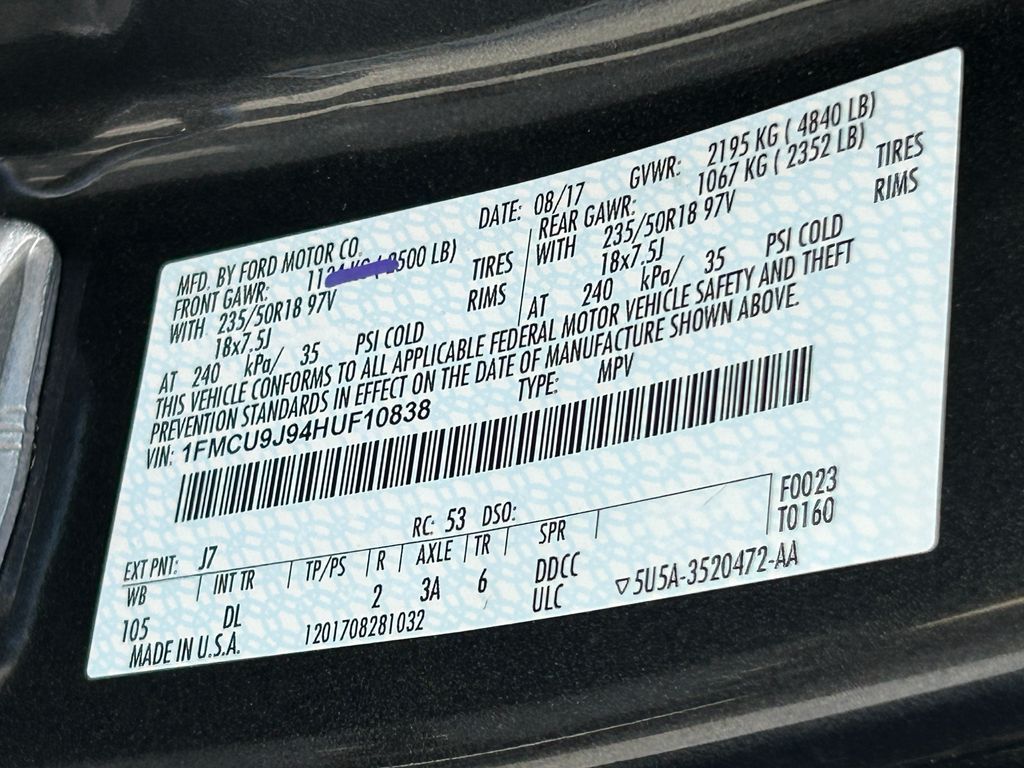 MFD. BY FORD MOTOR CO. DATE: 08/17 GVWR: 2195 KG ( 4840 LB)
FRONT GAWR: 500 LB) REAR GAWR: 1067 KG ( 2352 LB)
WITH 235/50R18 97V TIRES WITH 235/50R18 97V TIRES
18x7.5J RIMS 18x7.5J RIMS
AT 240 kPa/ 35 PSI COLD AT 240 kPa/ 35 PSI COLD
THIS VEHICLE CONFORMS TO ALL APPLICABLE FEDERAL MOTOR VEHICLE SAFETY AND THEFT
PREVENTION STANDARDS IN EFFECT ON THE DATE OF MANUFACTURE SHOWN ABOVE.
VIN: 1FMCU9J94HUF10838 TYPE: MPV
EXT PNT: J7 RC: 53 DSO: F0023
WB INT TR TP/PS R AXLE TR SPR T0160
105 DL 2 3A 6 DDCC
MADE IN U.S.A. 1201708281032 ULC ▽5U5A-3520472-AA